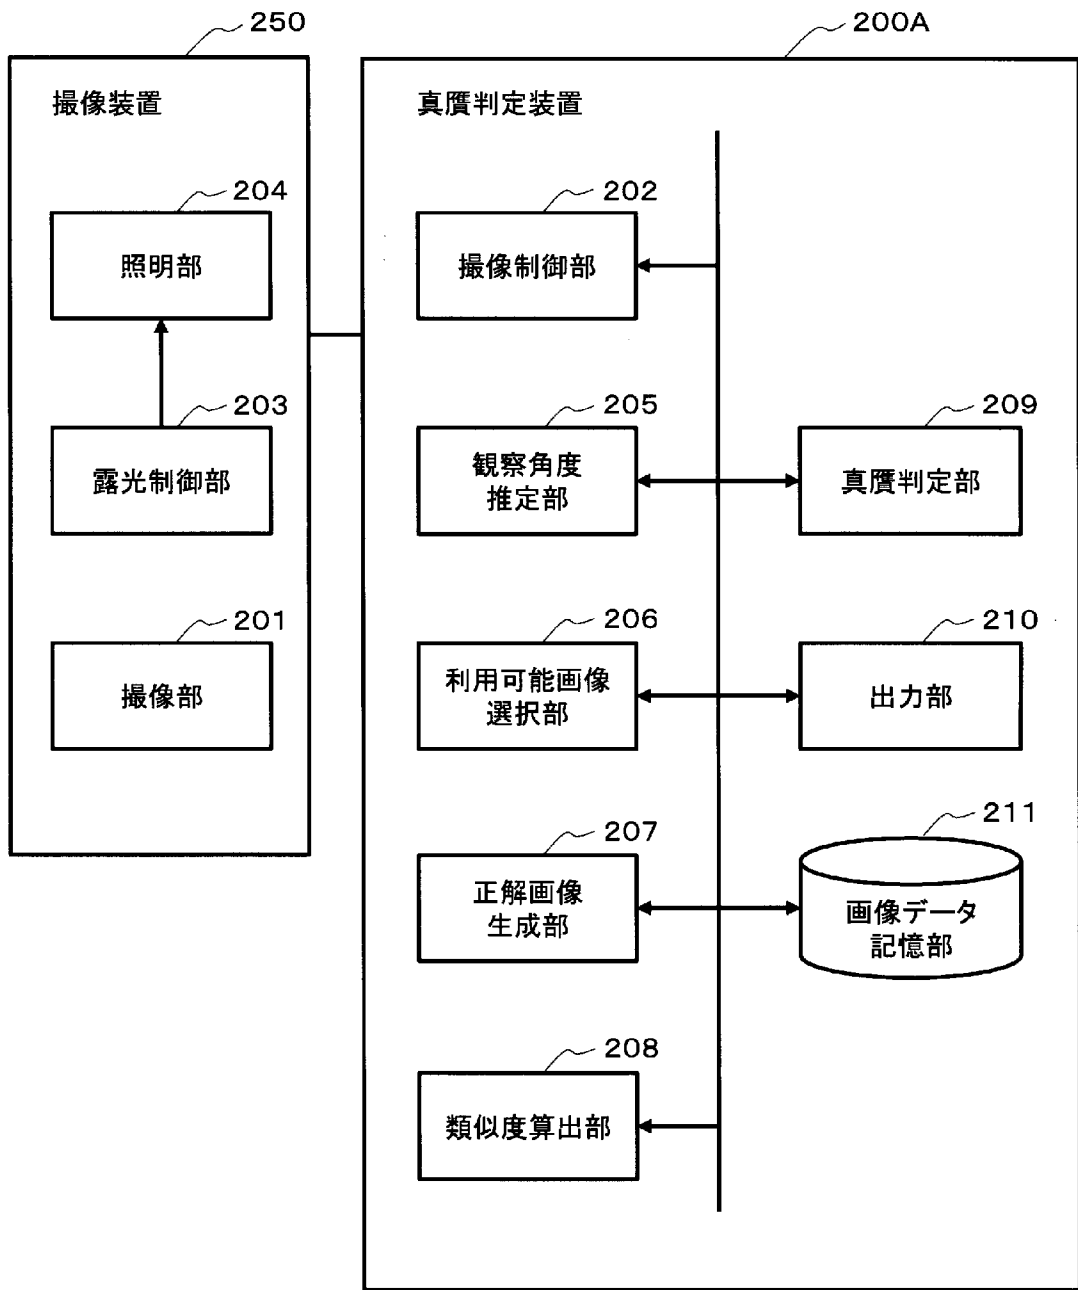 250
撮像装置
204
照明部
203
露光制御部
201
撮像部
200A
真贋判定装置
202
撮像制御部
205
観察角度
推定部
209
真贋判定部
206
利用可能画像
選択部
210
出力部
207
正解画像
生成部
211
画像データ
記憶部
208
類似度算出部